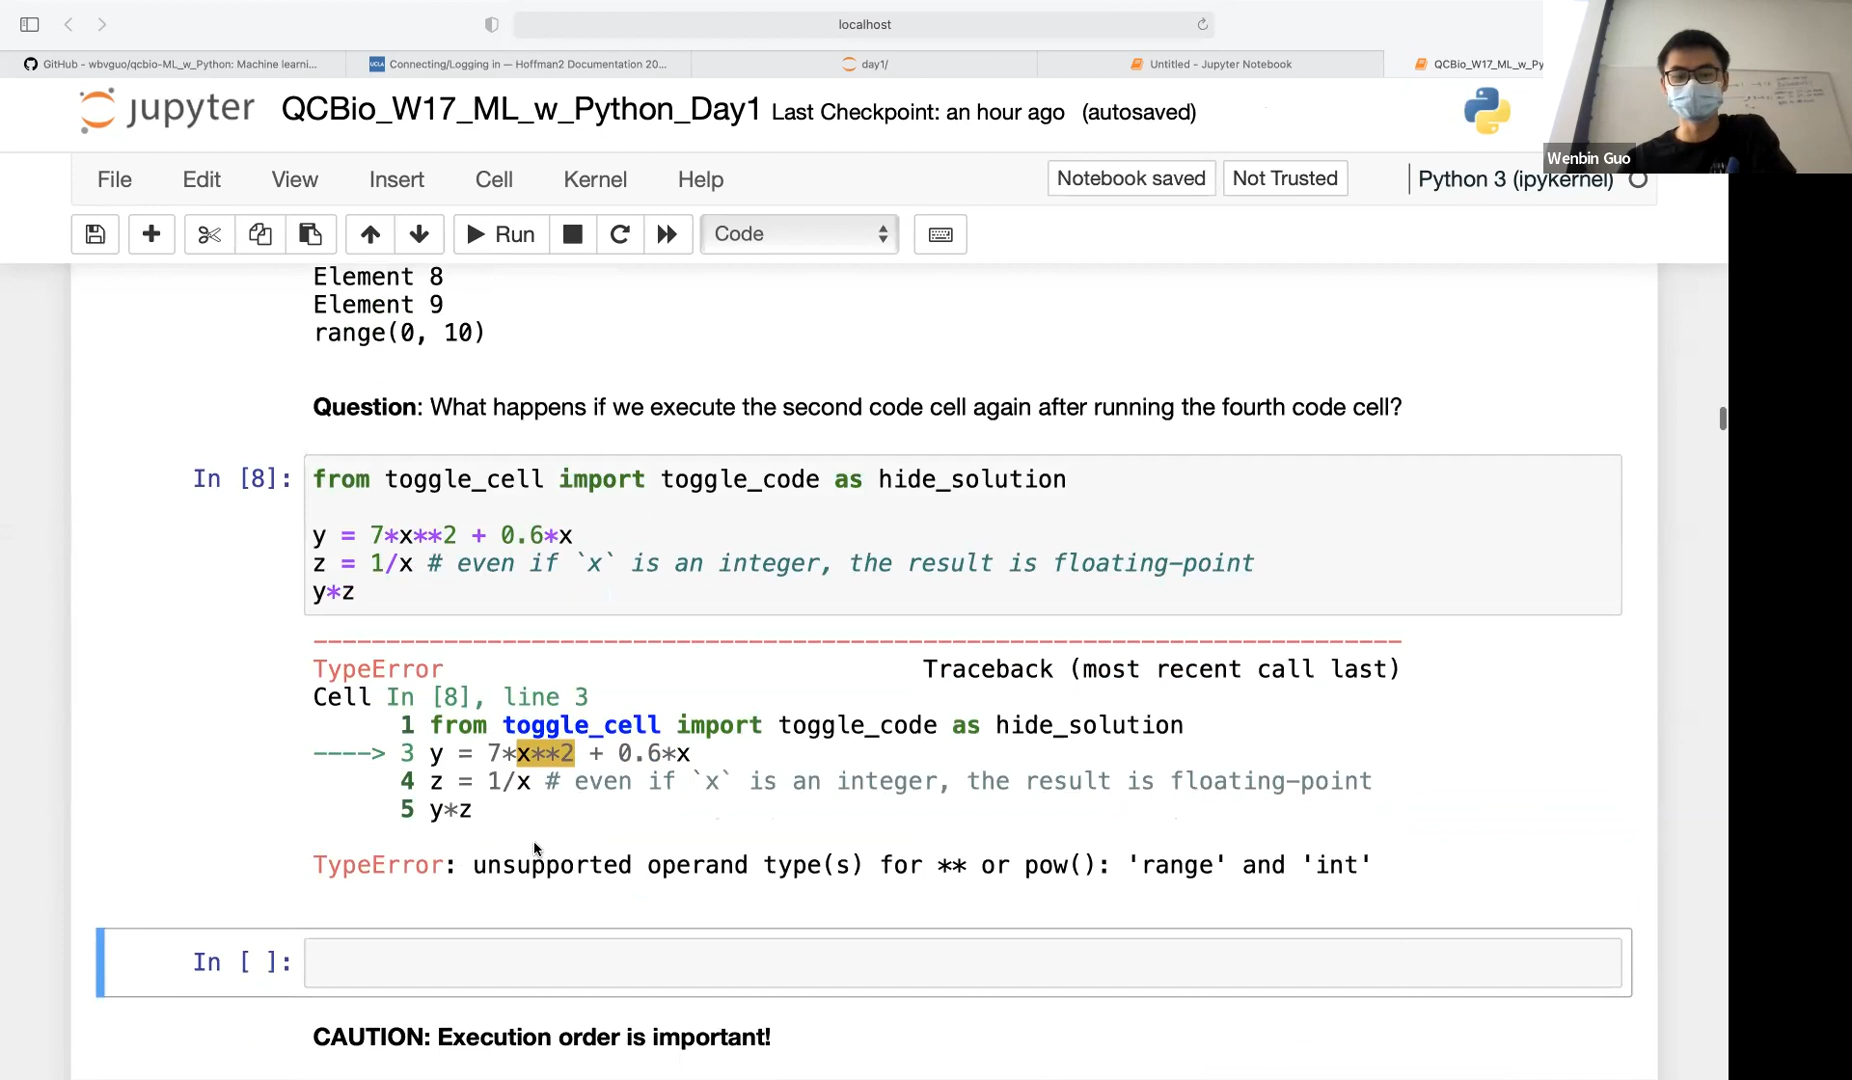 localhost
GitHub - wbvguo/qcbio-ML_w_Python: Machine learni...
UCLA Connecting/Logging in — Hoffman2 Documentation 20...
day1/
Untitled - Jupyter Notebook
QCBio_W17_ML_w_Py
jupyter QCBio_W17_ML_w_Python_Day1 Last Checkpoint: an hour ago (autosaved)
Wenbin Guo
File Edit View Insert Cell Kernel Help Notebook saved Not Trusted Python 3 (ipykernel)
Run Code
Element 8
Element 9
range(0, 10)
Question: What happens if we execute the second code cell again after running the fourth code cell?
In [8]: from toggle_cell import toggle_code as hide_solution
y = 7*x**2 + 0.6*x
z = 1/x # even if `x` is an integer, the result is floating-point
y*z
---------------------------------------------------------------------------
TypeError Traceback (most recent call last)
Cell In [8], line 3
1 from toggle_cell import toggle_code as hide_solution
----> 3 y = 7*x**2 + 0.6*x
4 z = 1/x # even if `x` is an integer, the result is floating-point
5 y*z
TypeError: unsupported operand type(s) for ** or pow(): 'range' and 'int'
In [ ]:
CAUTION: Execution order is important!